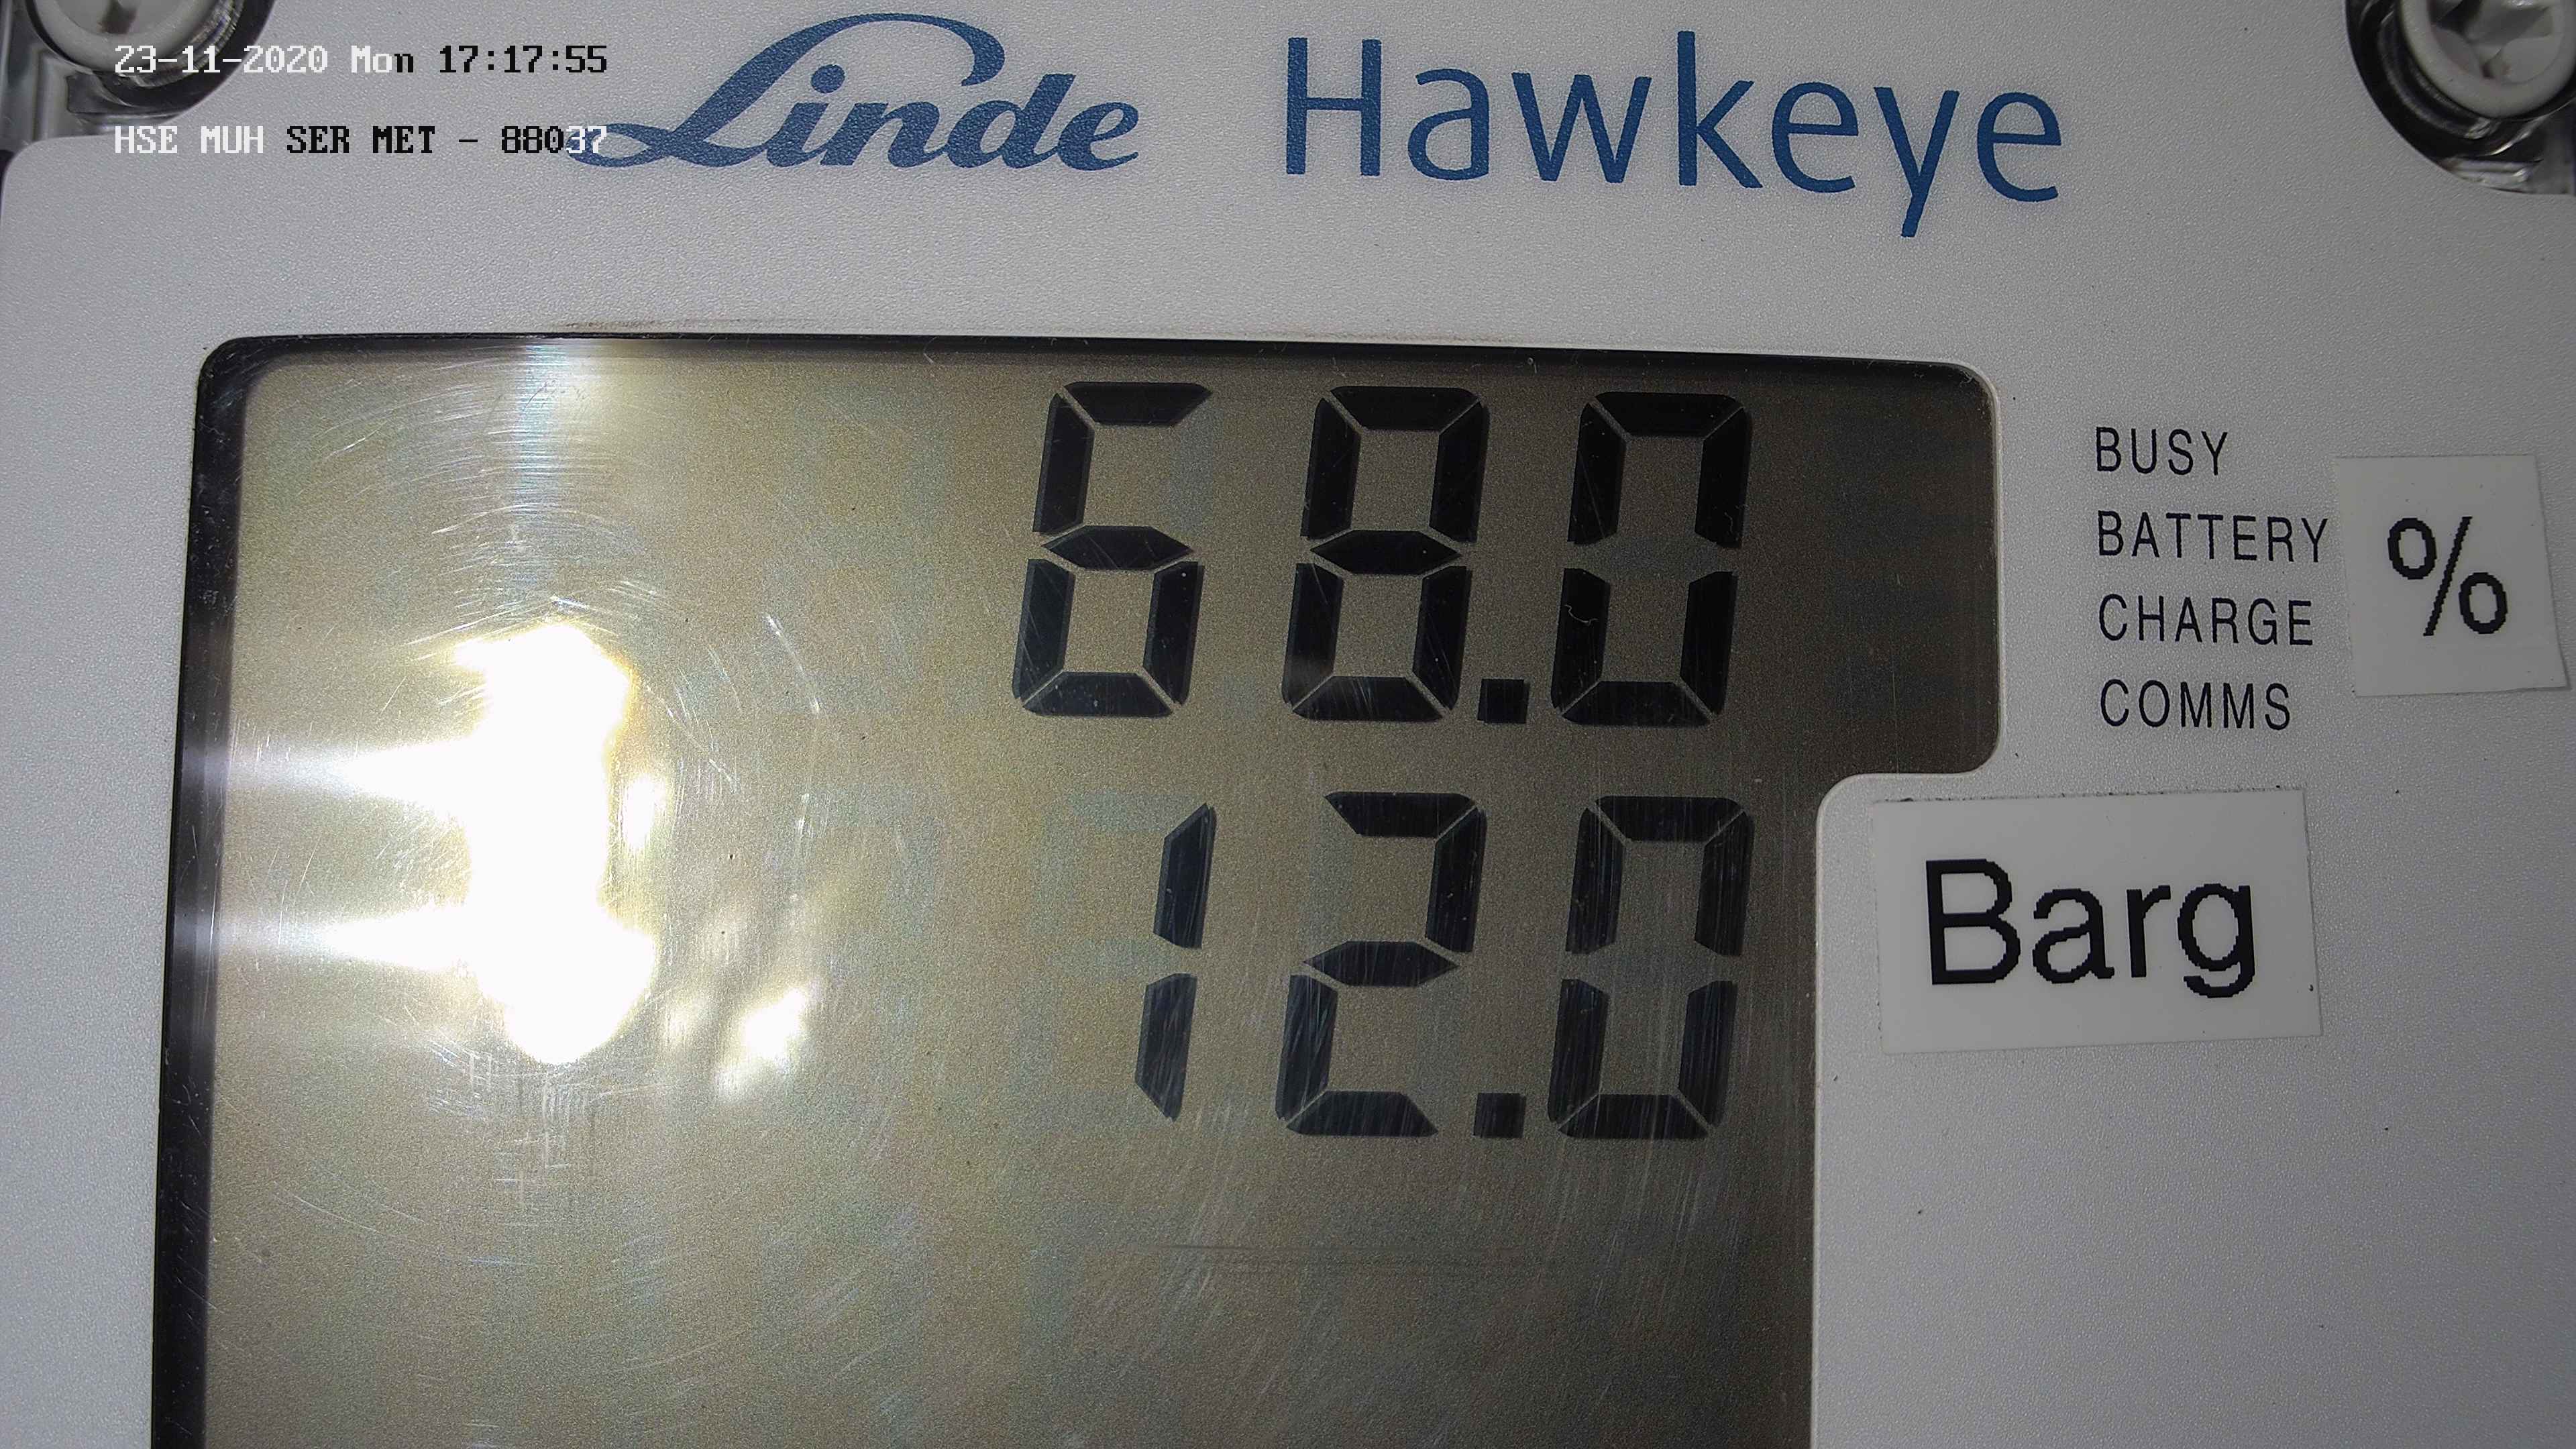 23-11-2020 Mon 17:17:55
HSE MUH SER MET - 88037
Linde Hawkeye
68.0
BUSY
BATTERY
CHARGE
COMMS
%
12.0
Barg